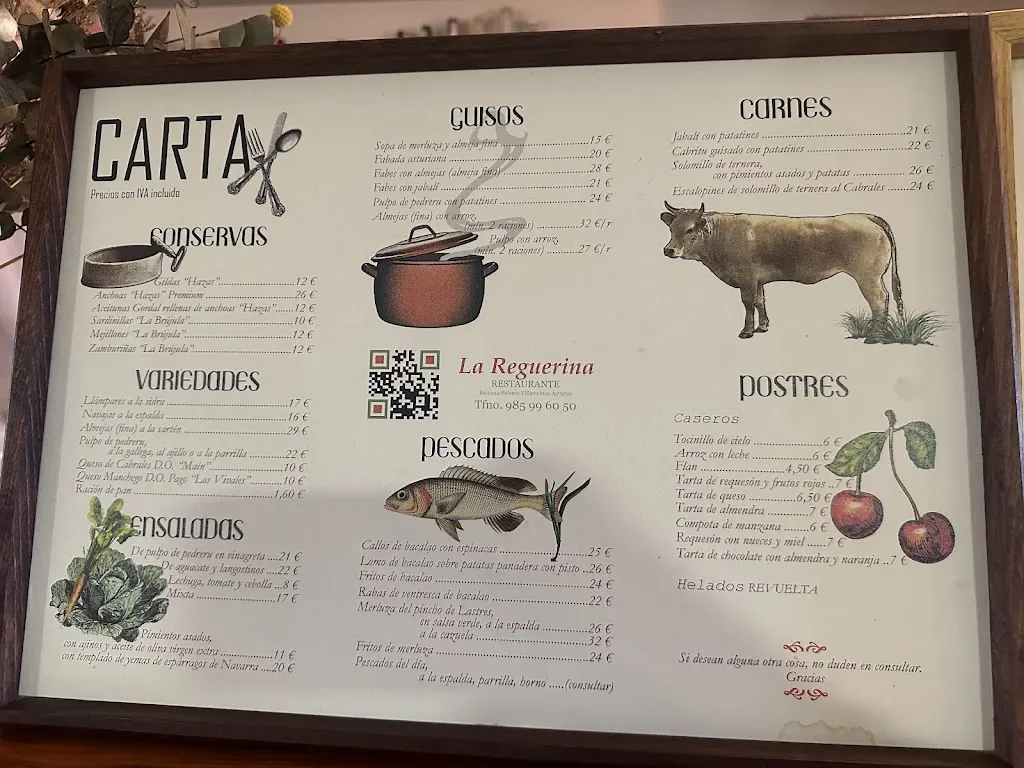 CARTA
Precios con IVA incluido
CONSERVAS
Gildas "Hazas"..........12 €
Anchoas "Hazas" Premium..........26 €
Aceitunas Gordal rellenas de anchoas "Hazas"......12 €
Sardinillas "La Brújula"..........10 €
Mejillones "La Brújula"..........12 €
Zamburiñas "La Brújula"..........12 €
VARIEDADES
Llámpares a la sidra..........17 €
Navajas a la espalda..........16 €
Almejas (fina) a la sartén..........29 €
Pulpo de pedreru,
a la gallega, al ajillo o a la parrilla..........22 €
Queso de Cabrales D.O. "Maín"..........10 €
Queso Manchego D.O. Pago "Los Vivales"..........10 €
Ración de pan..........1,60 €
ENSALADAS
De pulpo de pedreru en vinagreta ....21 €
De aguacate y langostinos ....22 €
Lechuga, tomate y cebolla ..8 €
Mixta..........17 €
Pimientos asados,
con ajinos y aceite de oliva virgen extra..........11 €
con templado de yemas de espárragos de Navarra ....20 €
GUISOS
Sopa de merluza y almeja fina..........15 €
Fabada asturiana..........20 €
Fabes con almejas (almeja fina)..........28 €
Fabes con jabalí..........21 €
Pulpo de pedreru con patatines..........24 €
Almejas (fina) con arroz,
(mín. 2 raciones) ..........32 €/r
Pulpo con arroz,
(mín. 2 raciones) ..........27 €/r
La Reguerina
RESTAURANTE
Tfno. 985 99 60 50
PESCADOS
Callos de bacalao con espinacas..........25 €
Lomo de bacalao sobre patatas panadera con pisto ..26 €
Fritos de bacalao..........24 €
Rabas de ventresca de bacalao..........22 €
Merluza del pincho de Lastres,
en salsa verde, a la espalda..........26 €
a la cazuela..........32 €
Fritos de merluza..........24 €
Pescados del día,
a la espalda, parrilla, horno .....(consultar)
CARNES
Jabalí con patatines..........21 €
Cabritu guisado con patatines..........22 €
Solomillo de ternera,
con pimientos asados y patatas..........26 €
Escalopines de solomillo de ternera al Cabrales.....24 €
POSTRES
Caseros
Tocinillo de cielo..........6 €
Arroz con leche..........6 €
Flan..........4,50 €
Tarta de requesón y frutos rojos ..7 €
Tarta de queso..........6,50 €
Tarta de almendra..........7 €
Compota de manzana ......6 €
Requesón con nueces y miel ......7 €
Tarta de chocolate con almendra y naranja ..7 €
Helados REVUELTA
Si desean alguna otra cosa, no duden en consultar.
Gracias